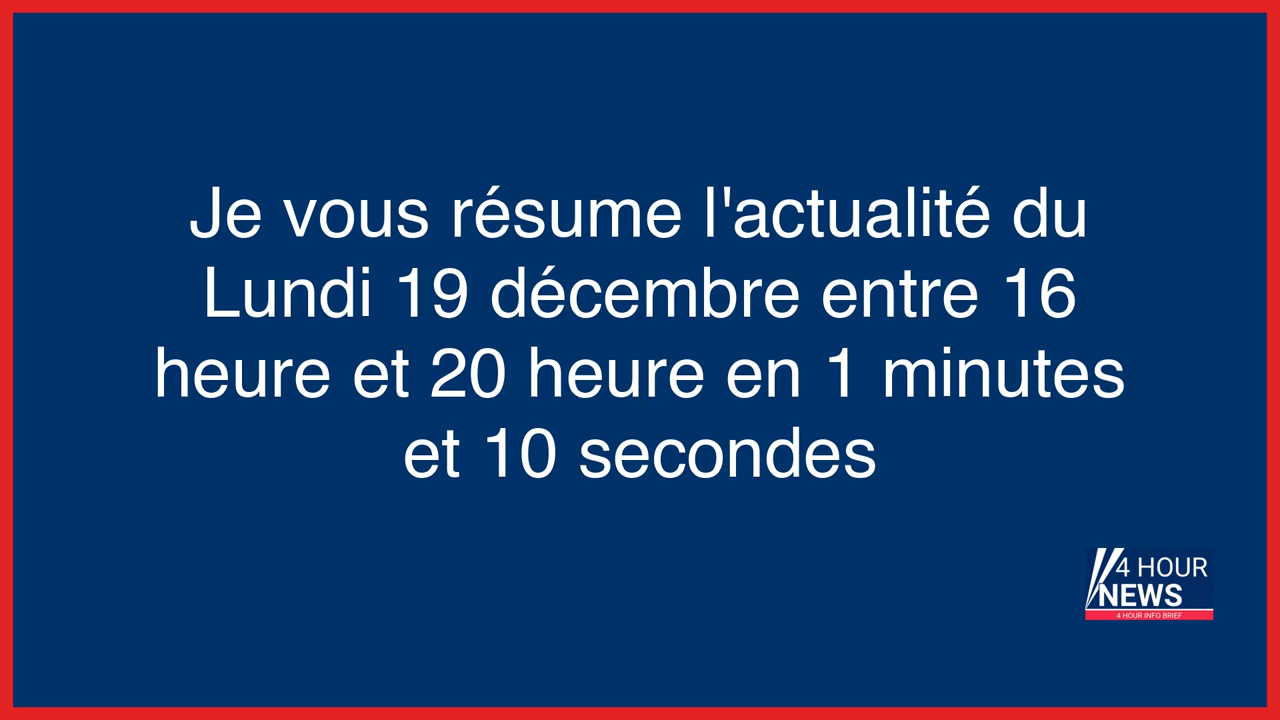 Je vous résume l'actualité du
Lundi 19 décembre entre 16
heure et 20 heure en 1 minutes
et 10 secondes
4 HOUR
NEWS
4 HOUR INFO BRIEF